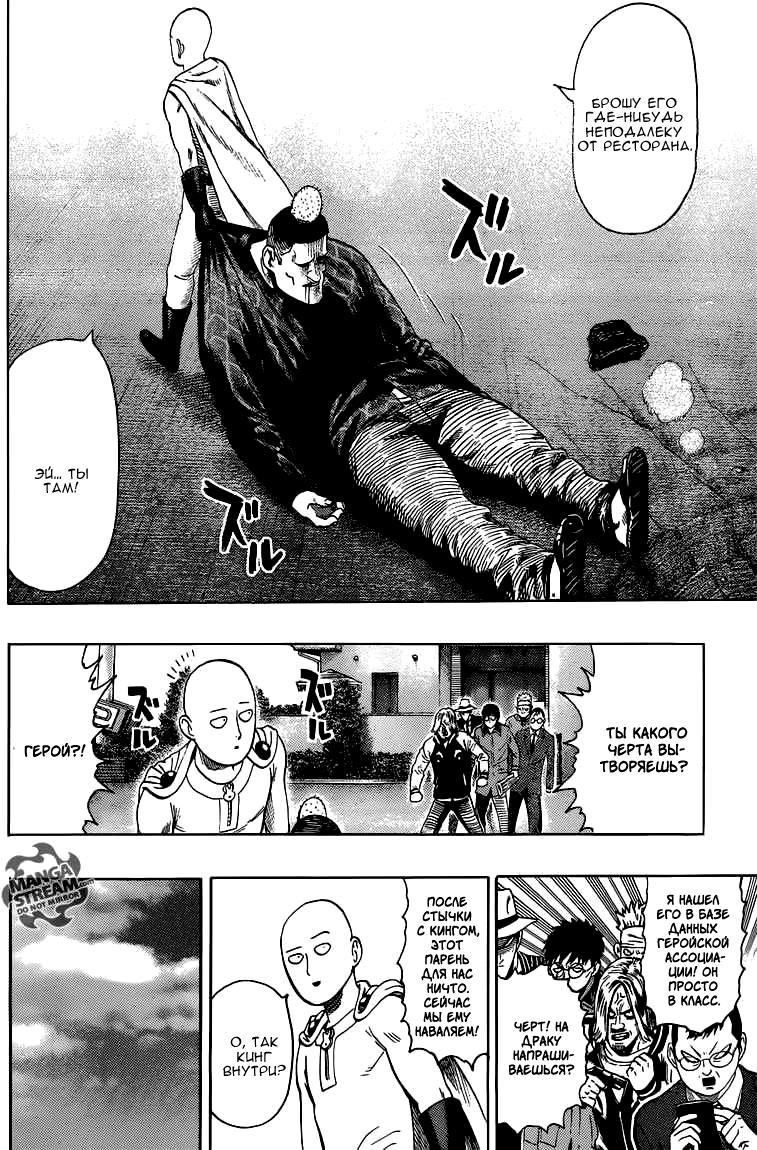 БРОШУ ЕГО
ГДЕ-НИБУДЬ
НЕПОДАЛЕКУ
ОТ РЕСТОРАНА.
ズル
ЭЙ... ТЫ
ТАМ!
ズル
ТЫ КАКОГО
ЧЕРТА ВЫ-
ТВОРЯЕШЬ?
ズル
ズル
ГЕРОЙ?!
Я НАШЕЛ
ЕГО В БАЗЕ
ДАННЫХ
ГЕРОЙСКОЙ
АССОЦИА-
ЦИИ! ОН
ПРОСТО
В КЛАСС.
ЧЕРТ! НА
ДРАКУ
НАПРАШИ-
ВАЕШЬСЯ?
ПОСЛЕ
СТЫЧКИ
С КИНГОМ,
ЭТОТ
ПАРЕНЬ
ДЛЯ НАС
НИЧТО.
СЕЙЧАС
МЫ ЕМУ
НАВАЛЯЕМ!
О, ТАК
КИНГ
ВНУТРИ?
MANGA
STREAM.com
DO NOT MIRROR!